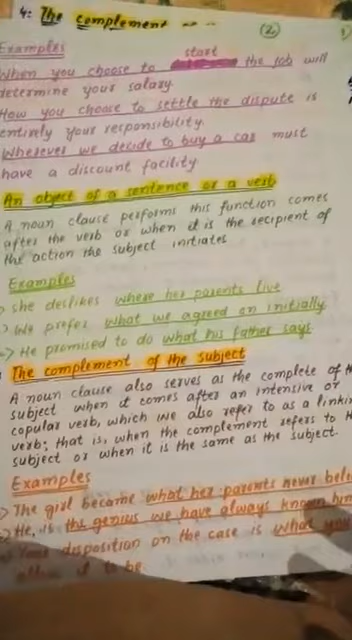 4: The complement
(2)
Examples
start
When you choose to the job will
determine your salary.
How you choose to settle the dispute is
entirely your responsibility.
Wherever we decide to buy a car must
have a discount facility
An object of a sentence or a verb
A noun clause performs this function comes
after the verb or when it is the recipient of
the action the subject initiates
Examples
She deslikes where her parents live
We prefer what we agreed on initially
He promised to do what his father says
The complement of the subject
A noun clause also serves as the complete of
subject when it comes after an intensive or
copular verb, which we also refer to as a
verb; that is, when the complement refers to
subject or when it is the same as the subject.
Examples
The girl became what her parents never
He, is the genius we have always known
disposition on the case is what
to be